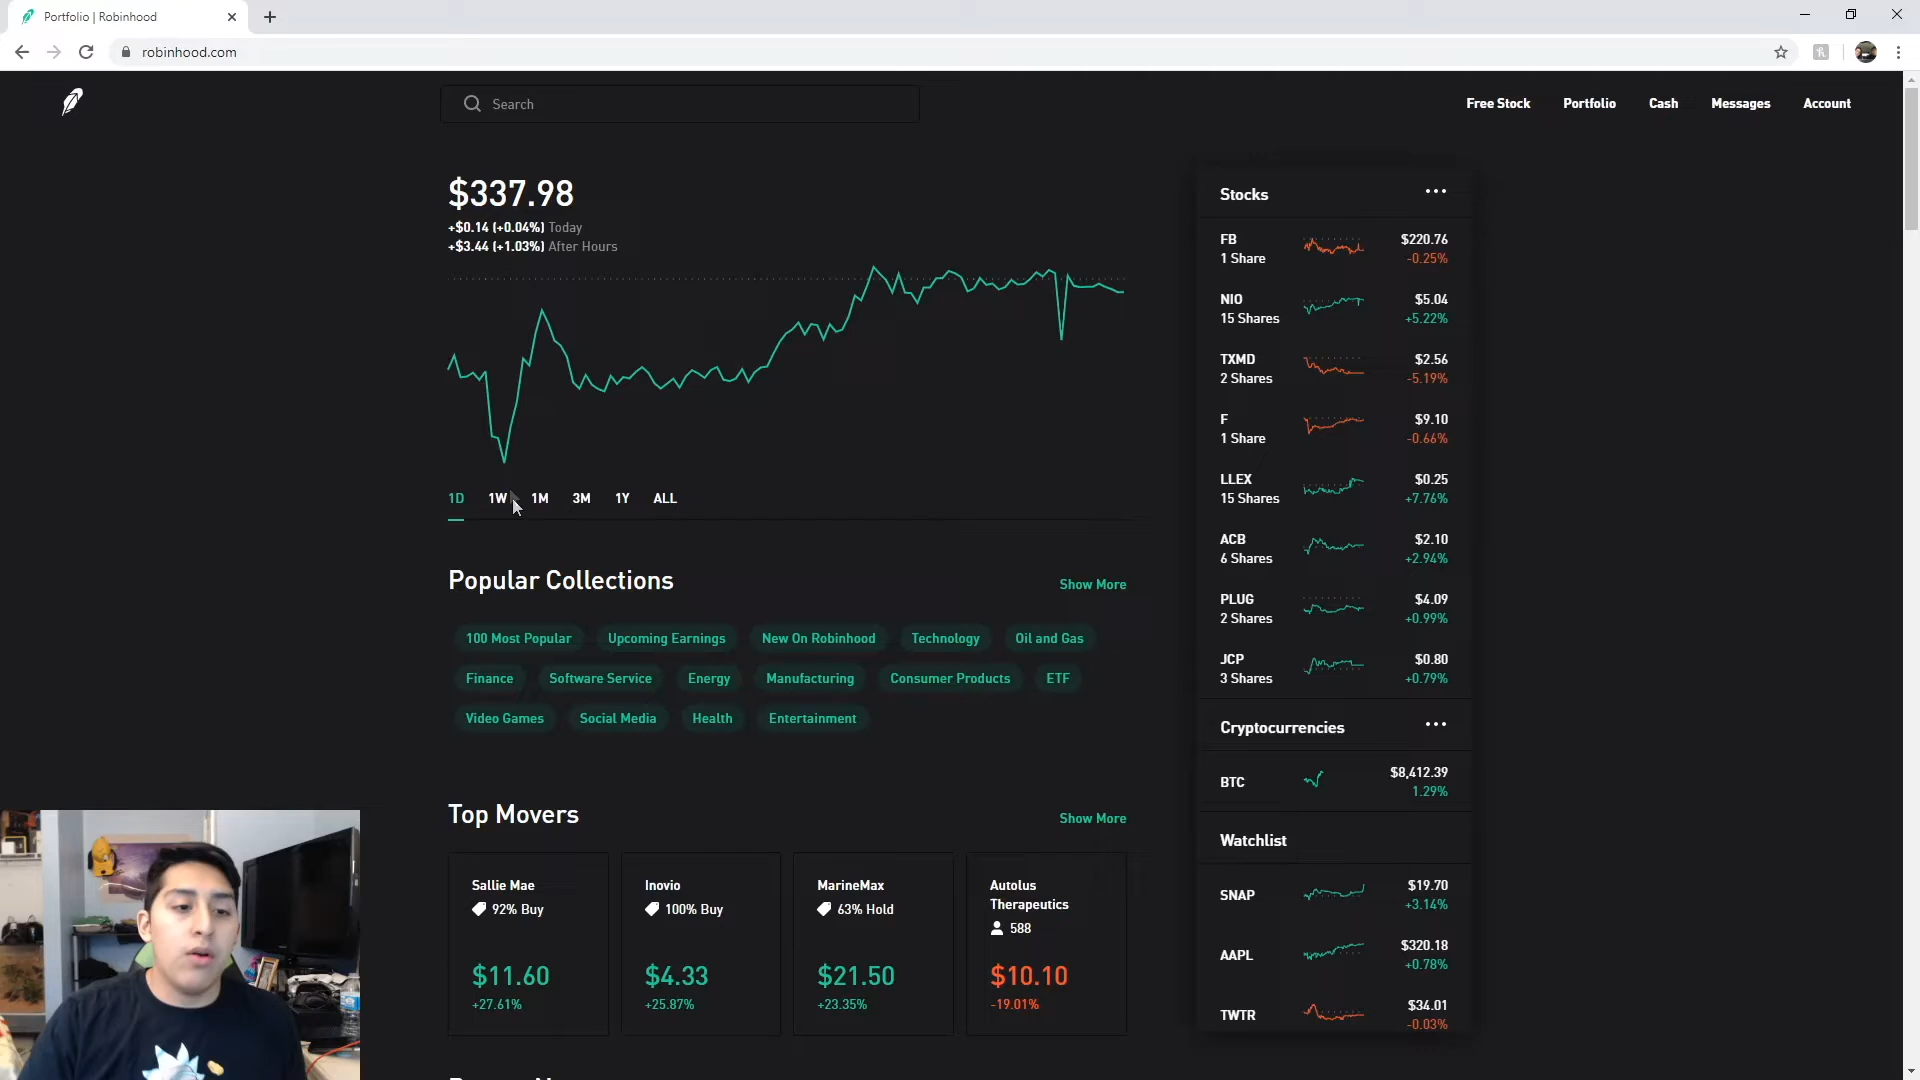 Portfolio | Robinhood
robinhood.com
Search
Free Stock Portfolio Cash Messages Account
$337.98
+$0.14 (+0.04%) Today
+$3.44 (+1.03%) After Hours
1D 1W 1M 3M 1Y ALL
Popular Collections
Show More
100 Most Popular Upcoming Earnings New On Robinhood Technology Oil and Gas
Finance Software Service Energy Manufacturing Consumer Products ETF
Video Games Social Media Health Entertainment
Top Movers
Show More
Sallie Mae
92% Buy
$11.60
+27.61%
Inovio
100% Buy
$4.33
+25.87%
MarineMax
63% Hold
$21.50
+23.35%
Autolus
Therapeutics
588
$10.10
-19.01%
Stocks
FB $220.76
1 Share -0.25%
NIO $5.04
15 Shares +5.22%
TXMD $2.56
2 Shares -5.19%
F $9.10
1 Share -0.66%
LLEX $0.25
15 Shares +7.76%
ACB $2.10
6 Shares +2.94%
PLUG $4.09
2 Shares +0.99%
JCP $0.80
3 Shares +0.79%
Cryptocurrencies
BTC $8,412.39
1.29%
Watchlist
SNAP $19.70
+3.14%
AAPL $320.18
+0.78%
TWTR $34.01
-0.03%